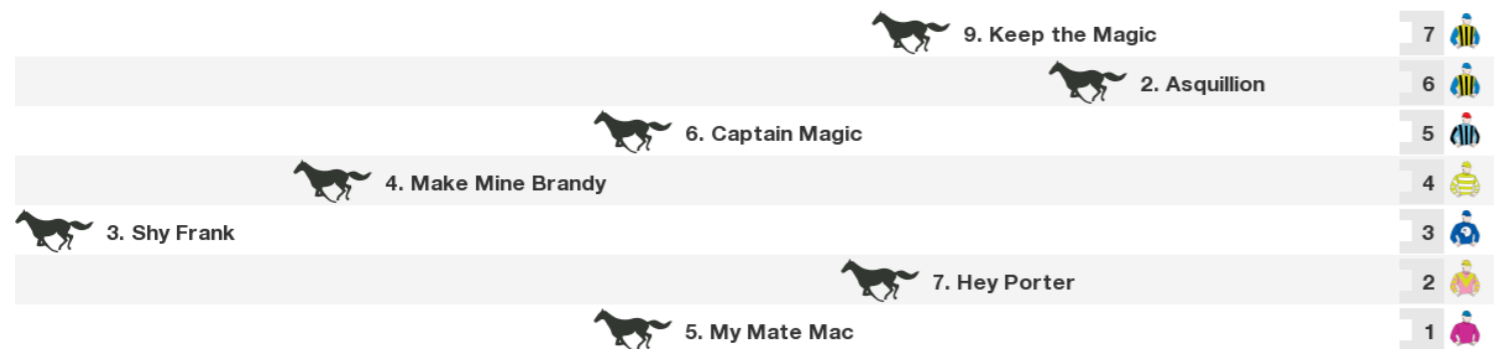 9. Keep the Magic 7
2. Asquillion 6
6. Captain Magic 5
4. Make Mine Brandy 4
3. Shy Frank 3
7. Hey Porter 2
5. My Mate Mac 1